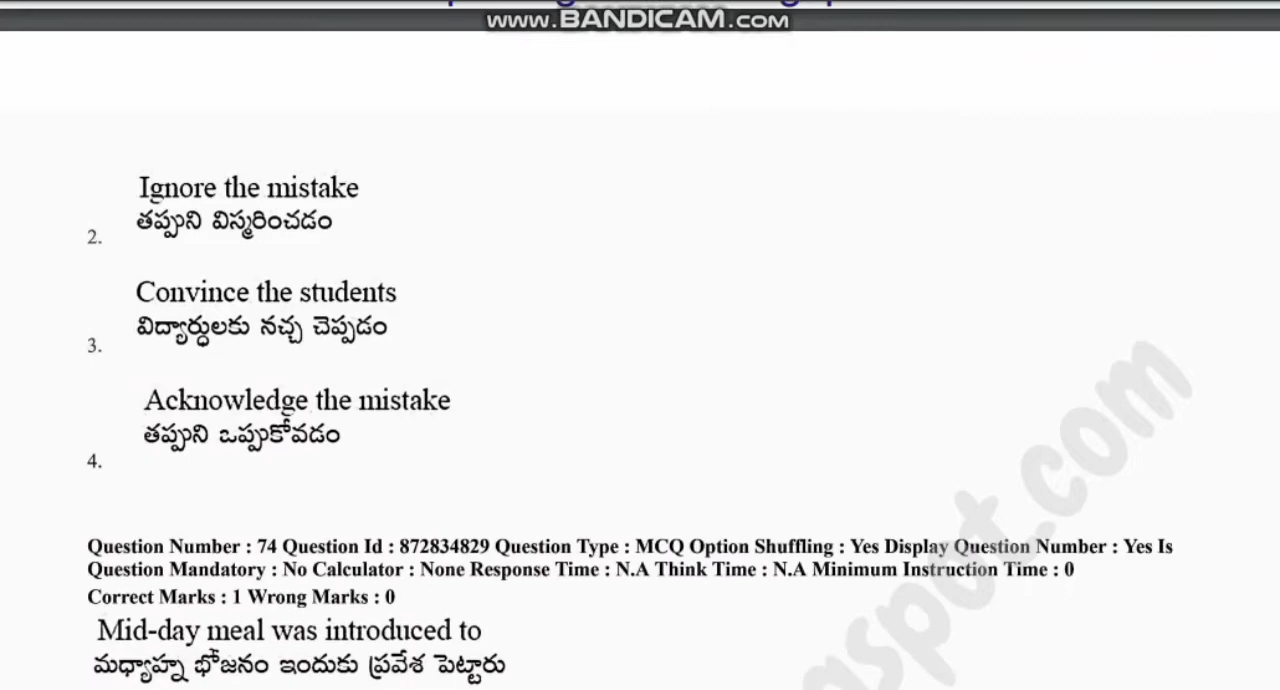 www.BANDICAM.com
Ignore the mistake
తప్పుని విస్మరించడం
2.
Convince the students
విద్యార్థులకు నచ్చ చెప్పడం
3.
Acknowledge the mistake
తప్పుని ఒప్పుకోవడం
4.
Question Number : 74 Question Id : 872834829 Question Type : MCQ Option Shuffling : Yes Display Question Number : Yes Is
Question Mandatory : No Calculator : None Response Time : N.A Think Time : N.A Minimum Instruction Time : 0
Correct Marks : 1 Wrong Marks : 0
Mid-day meal was introduced to
మధ్యాహ్న భోజనం ఇందుకు ప్రవేశ పెట్టారు
spot.com